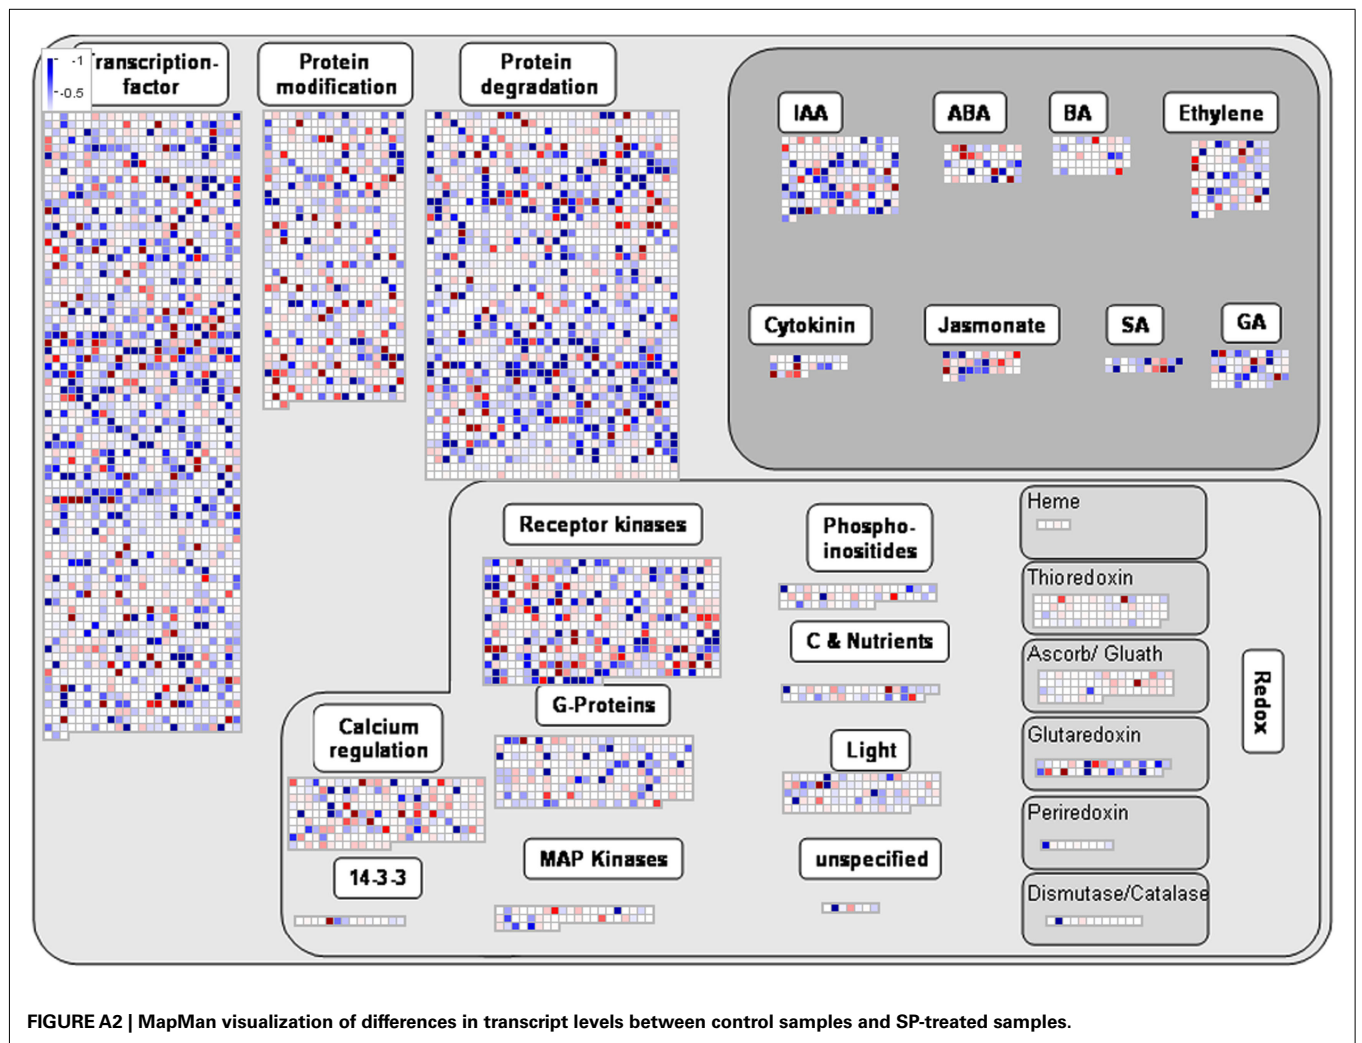 -1
-0.5
Transcription-
factor
Protein
modification
Protein
degradation
IAA
ABA
BA
Ethylene
Cytokinin
Jasmonate
SA
GA
Receptor kinases
Phospho-
inositides
C & Nutrients
G-Proteins
Calcium
regulation
Light
MAP Kinases
unspecified
14-3-3
Heme
Thioredoxin
Ascorb/ Gluath
Glutaredoxin
Periredoxin
Dismutase/Catalase
Redox
FIGURE A2 | MapMan visualization of differences in transcript levels between control samples and SP-treated samples.